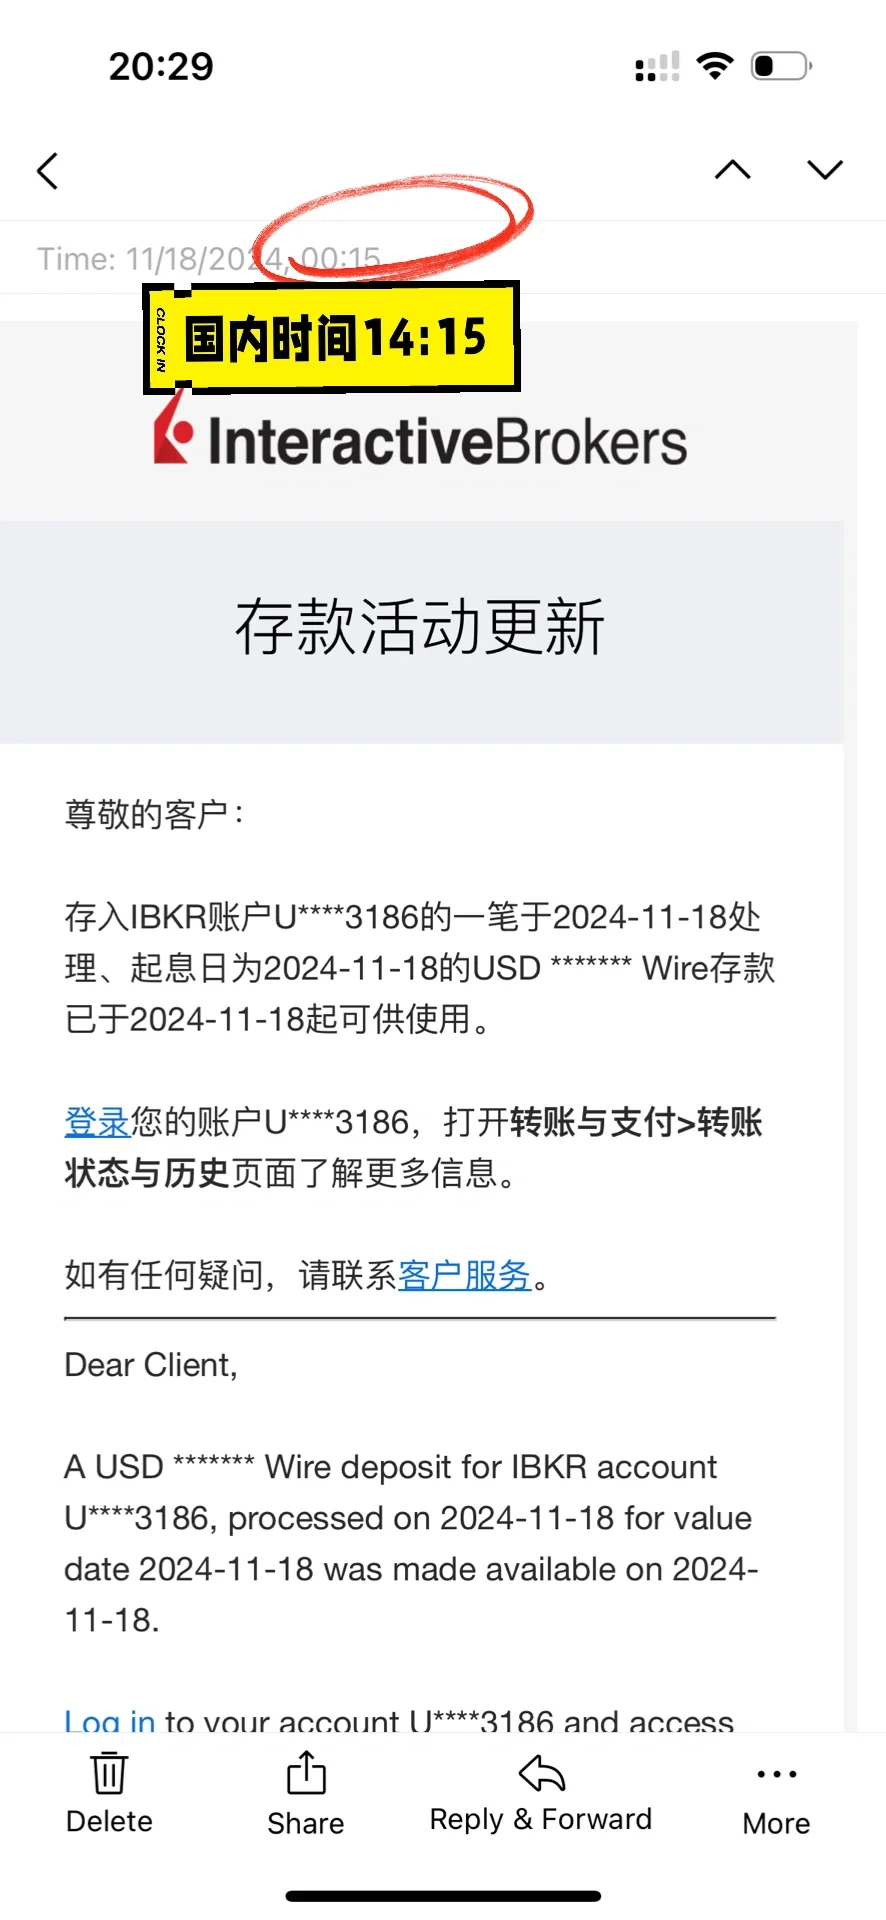 20:29
Time: 11/18/2024, 00:15
CLOCK IN
国内时间14:15
InteractiveBrokers
存款活动更新
尊敬的客户：
存入IBKR账户U****3186的一笔于2024-11-18处
理、起息日为2024-11-18的USD ******* Wire存款
已于2024-11-18起可供使用。
登录您的账户U****3186，打开转账与支付>转账
状态与历史页面了解更多信息。
如有任何疑问，请联系客户服务。
Dear Client,
A USD ******* Wire deposit for IBKR account
U****3186, processed on 2024-11-18 for value
date 2024-11-18 was made available on 2024-
11-18.
Log in to your account U****3186 and access
Delete
Share
Reply & Forward
More